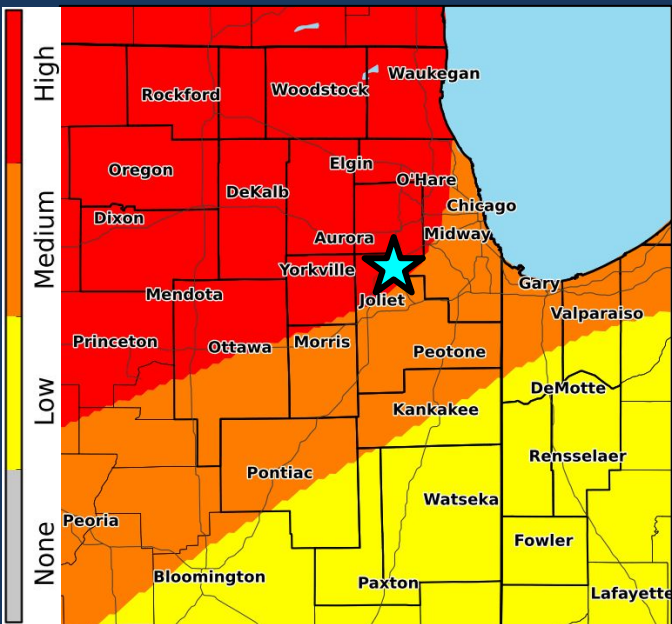 High
Medium
Low
None
Waukegan
Woodstock
Rockford
Elgin
O'Hare
Oregon
DeKalb
Chicago
Dixon
Midway
Aurora
Yorkville
Gary
Mendota
Joliet
Valparaiso
Princeton
Ottawa
Morris
Peotone
DeMotte
Kankakee
Rensselaer
Pontiac
Watseka
Peoria
Fowler
Bloomington
Paxton
Lafayette